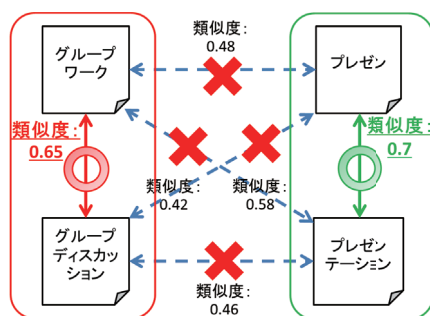 類似度：
0.48
グループ
ワーク
プレゼン
類似度：
0.65
類似度：
0.7
類似度：
0.42
類似度：
0.58
グループ
ディスカッ
ション
プレゼン
テーション
類似度：
0.46